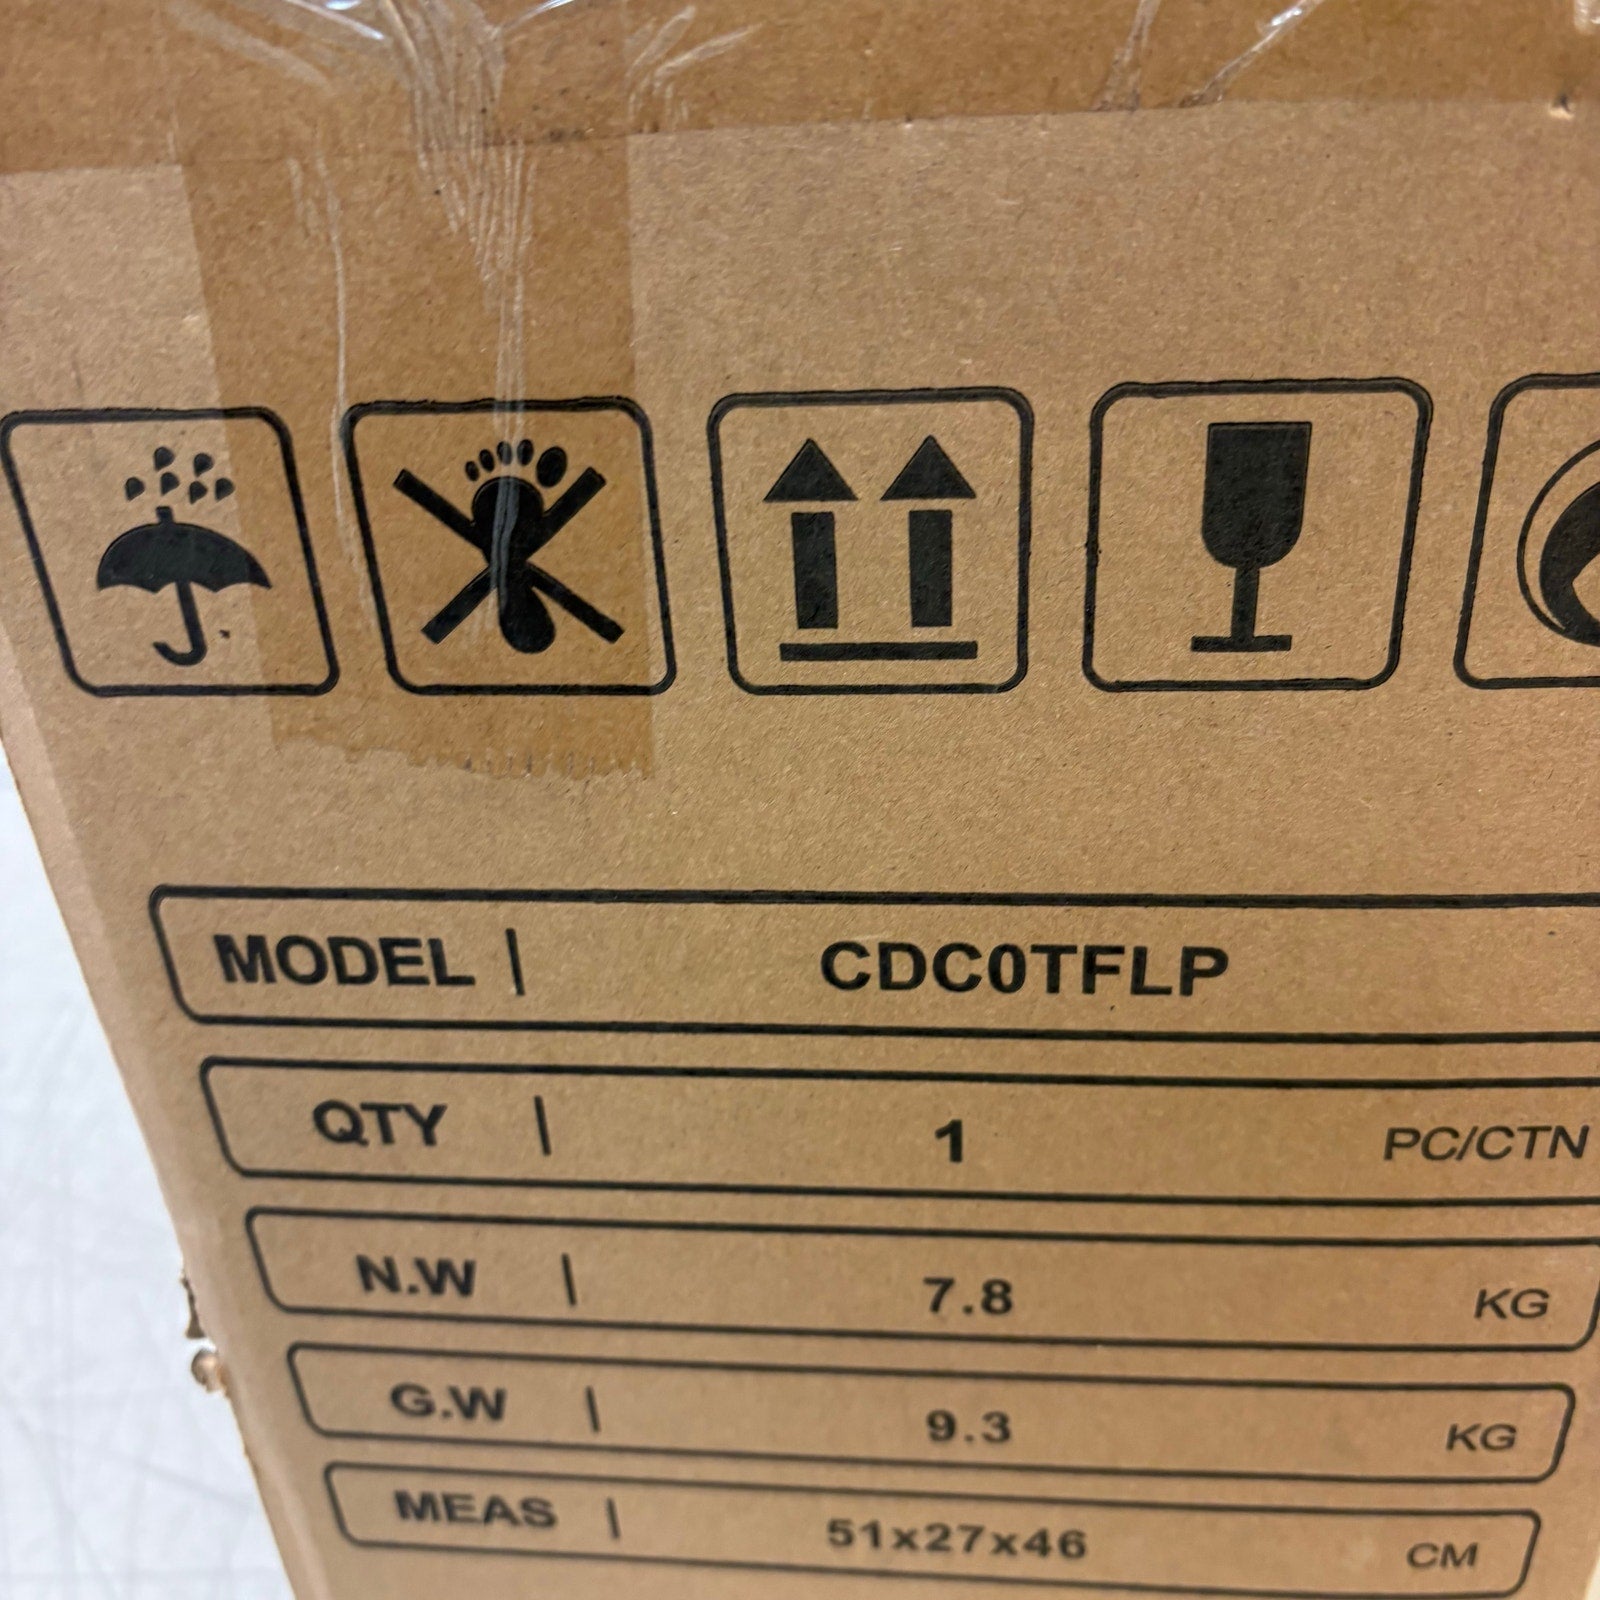 MODEL | CDC0TFLP
QTY | 1 PC/CTN
N.W | 7.8 KG
G.W | 9.3 KG
MEAS | 51x27x46 CM